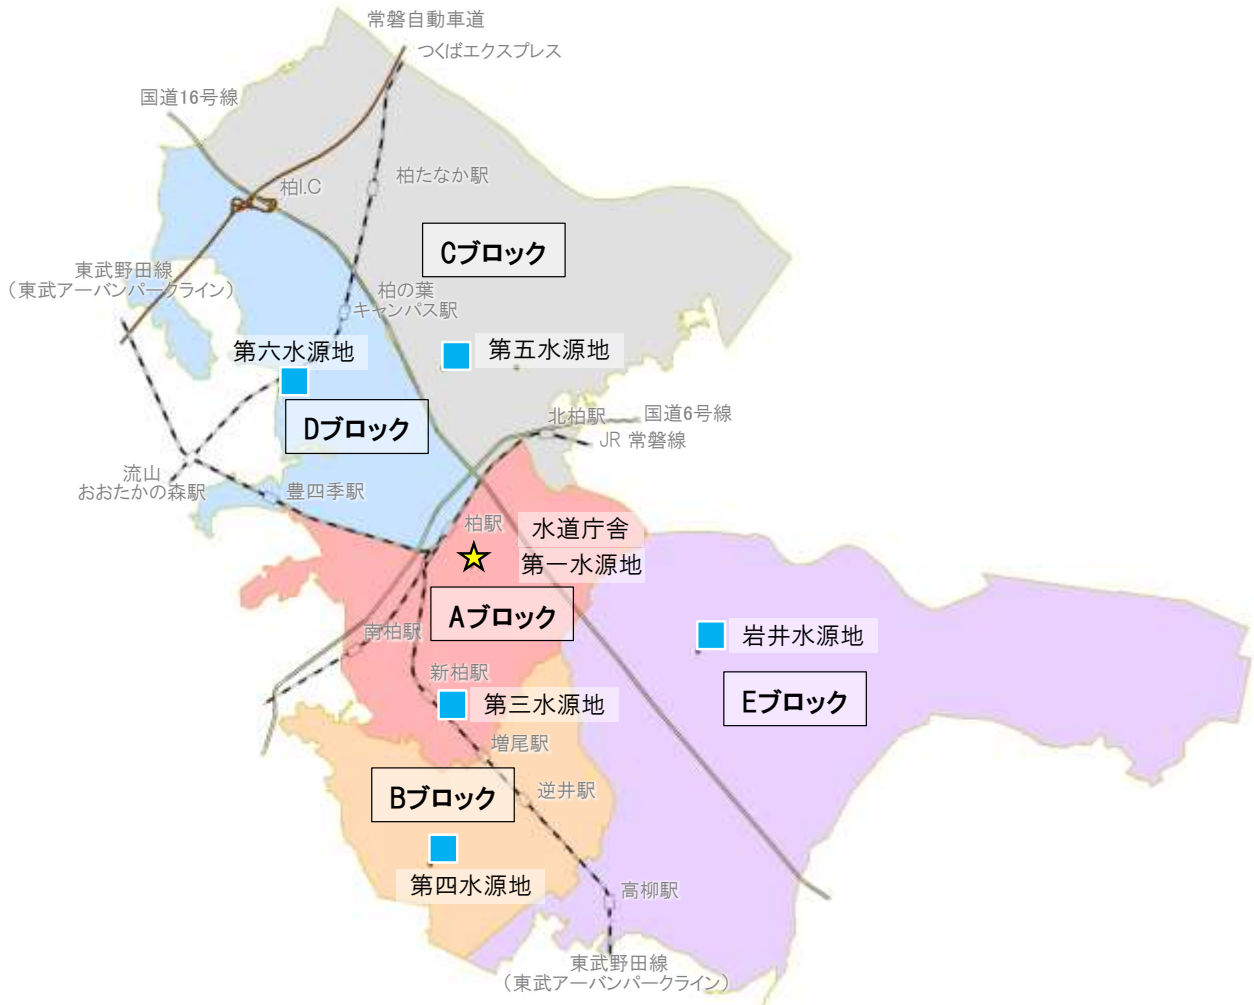 常磐自動車道
つくばエクスプレス
国道16号線
柏たなか駅
柏I.C
Cブロック
東武野田線
（東武アーバンパークライン）
柏の葉
キャンパス駅
第六水源地
第五水源地
北柏駅
国道6号線
Dブロック
JR 常磐線
流山
おおたかの森駅
豊四季駅
柏駅
水道庁舎
第一水源地
Aブロック
南柏駅
岩井水源地
新柏駅
第三水源地
Eブロック
増尾駅
Bブロック
逆井駅
第四水源地
高柳駅
東武野田線
（東武アーバンパークライン）